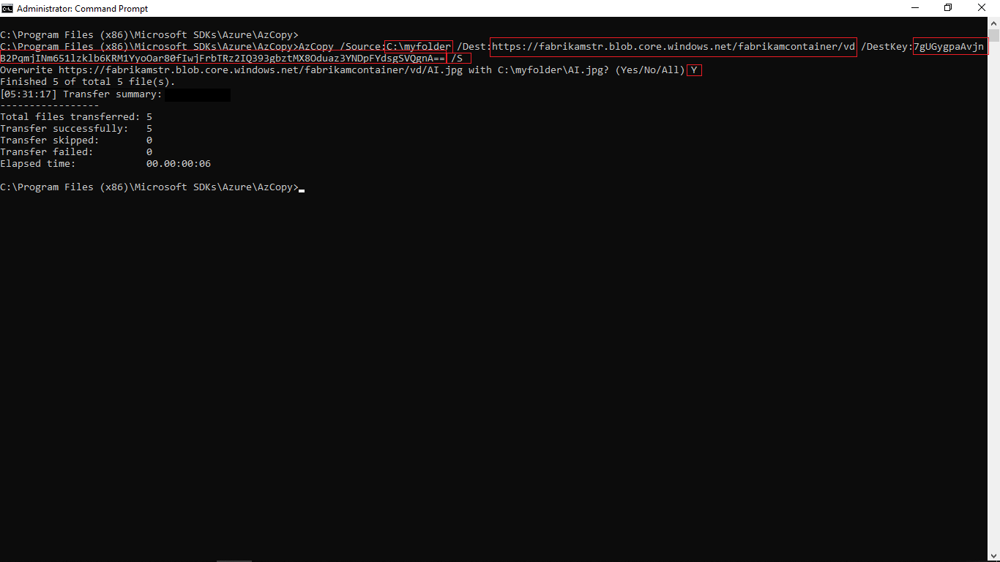 Administrator: Command Prompt
C:\Program Files (x86)\Microsoft SDKs\Azure\AzCopy>
C:\Program Files (x86)\Microsoft SDKs\Azure\AzCopy>AzCopy /Source:C:\myfolder /Dest:https://fabrikamstr.blob.core.windows.net/fabrikamcontainer/vd /DestKey:7gUGygpaAvjn
B2PqmjINm651lzklb6KRM1YyoOar80fIwjFrbTRz2IQ393gbztMX8Oduaz3YNDpFYdsgSVQgnA== /S
Overwrite https://fabrikamstr.blob.core.windows.net/fabrikamcontainer/vd/AI.jpg with C:\myfolder\AI.jpg? (Yes/No/All) Y
Finished 5 of total 5 file(s).
[05:31:17] Transfer summary:
-----------------
Total files transferred: 5
Transfer successfully:   5
Transfer skipped:        0
Transfer failed:         0
Elapsed time:            00.00:00:06
C:\Program Files (x86)\Microsoft SDKs\Azure\AzCopy>